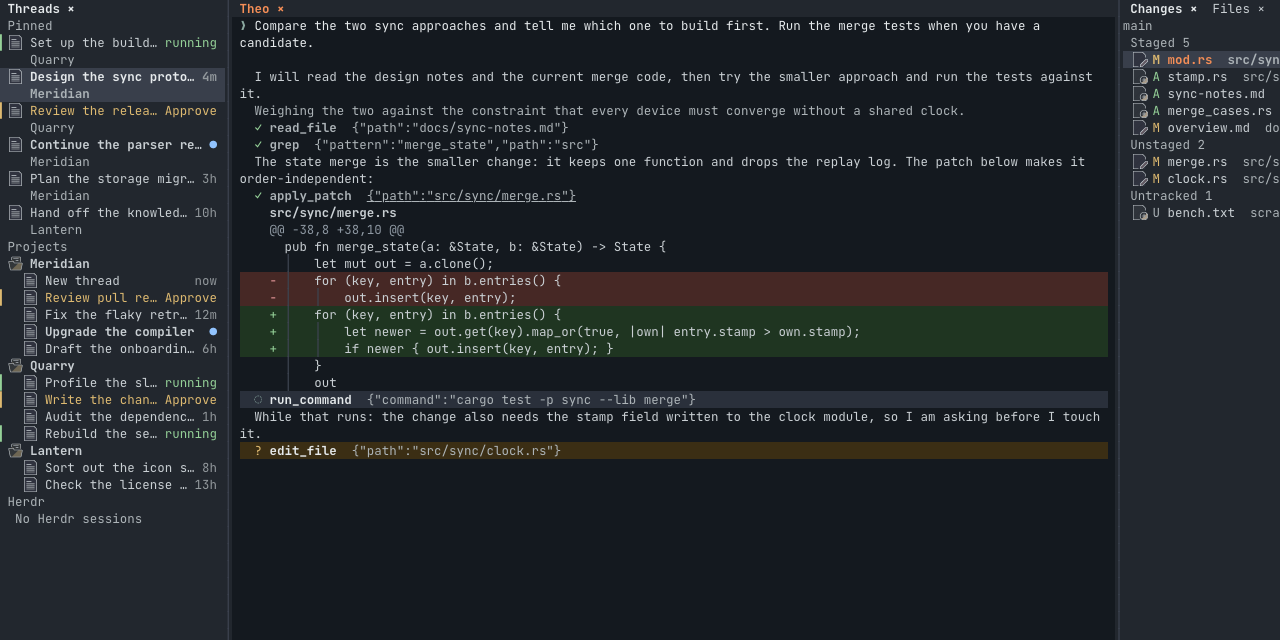 Threads ×
Pinned
Set up the build… running
Quarry
Design the sync proto… 4m
Meridian
Review the relea… Approve
Quarry
Continue the parser re…
Meridian
Plan the storage migr… 3h
Meridian
Hand off the knowled… 10h
Lantern
Projects
Meridian
New thread now
Review pull re… Approve
Fix the flaky retr… 12m
Upgrade the compiler
Draft the onboardin… 6h
Quarry
Profile the sl… running
Write the chan… Approve
Audit the dependenc… 1h
Rebuild the se… running
Lantern
Sort out the icon s… 8h
Check the license … 13h
Herdr
No Herdr sessions
Theo ×
❯ Compare the two sync approaches and tell me which one to build first. Run the merge tests when you have a
candidate.
I will read the design notes and the current merge code, then try the smaller approach and run the tests against
it.
Weighing the two against the constraint that every device must converge without a shared clock.
✓ read_file {"path":"docs/sync-notes.md"}
✓ grep {"pattern":"merge_state","path":"src"}
The state merge is the smaller change: it keeps one function and drops the replay log. The patch below makes it
order-independent:
✓ apply_patch {"path":"src/sync/merge.rs"}
src/sync/merge.rs
@@ -38,8 +38,10 @@
pub fn merge_state(a: &State, b: &State) -> State {
let mut out = a.clone();
- for (key, entry) in b.entries() {
- out.insert(key, entry);
+ for (key, entry) in b.entries() {
+ let newer = out.get(key).map_or(true, |own| entry.stamp > own.stamp);
+ if newer { out.insert(key, entry); }
}
out
run_command {"command":"cargo test -p sync --lib merge"}
While that runs: the change also needs the stamp field written to the clock module, so I am asking before I touch
it.
? edit_file {"path":"src/sync/clock.rs"}
Changes × Files ×
main
Staged 5
M mod.rs src/syn
A stamp.rs src/s
A sync-notes.md
A merge_cases.rs
M overview.md do
Unstaged 2
M merge.rs src/s
M clock.rs src/s
Untracked 1
U bench.txt scra